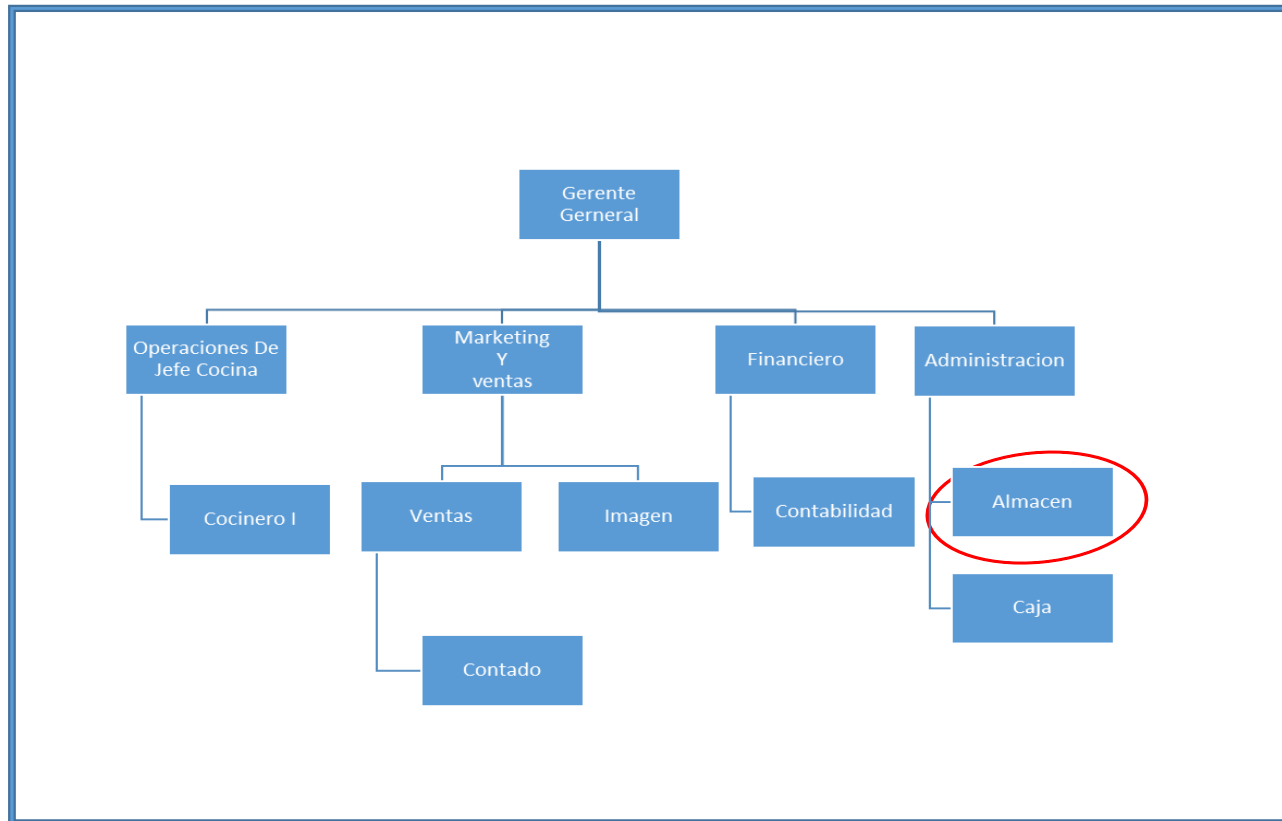 Gerente
Gerneral
Operaciones De
Jefe Cocina
Marketing
Y
ventas
Financiero
Administracion
Cocinero I
Ventas
Imagen
Contabilidad
Almacen
Caja
Contado